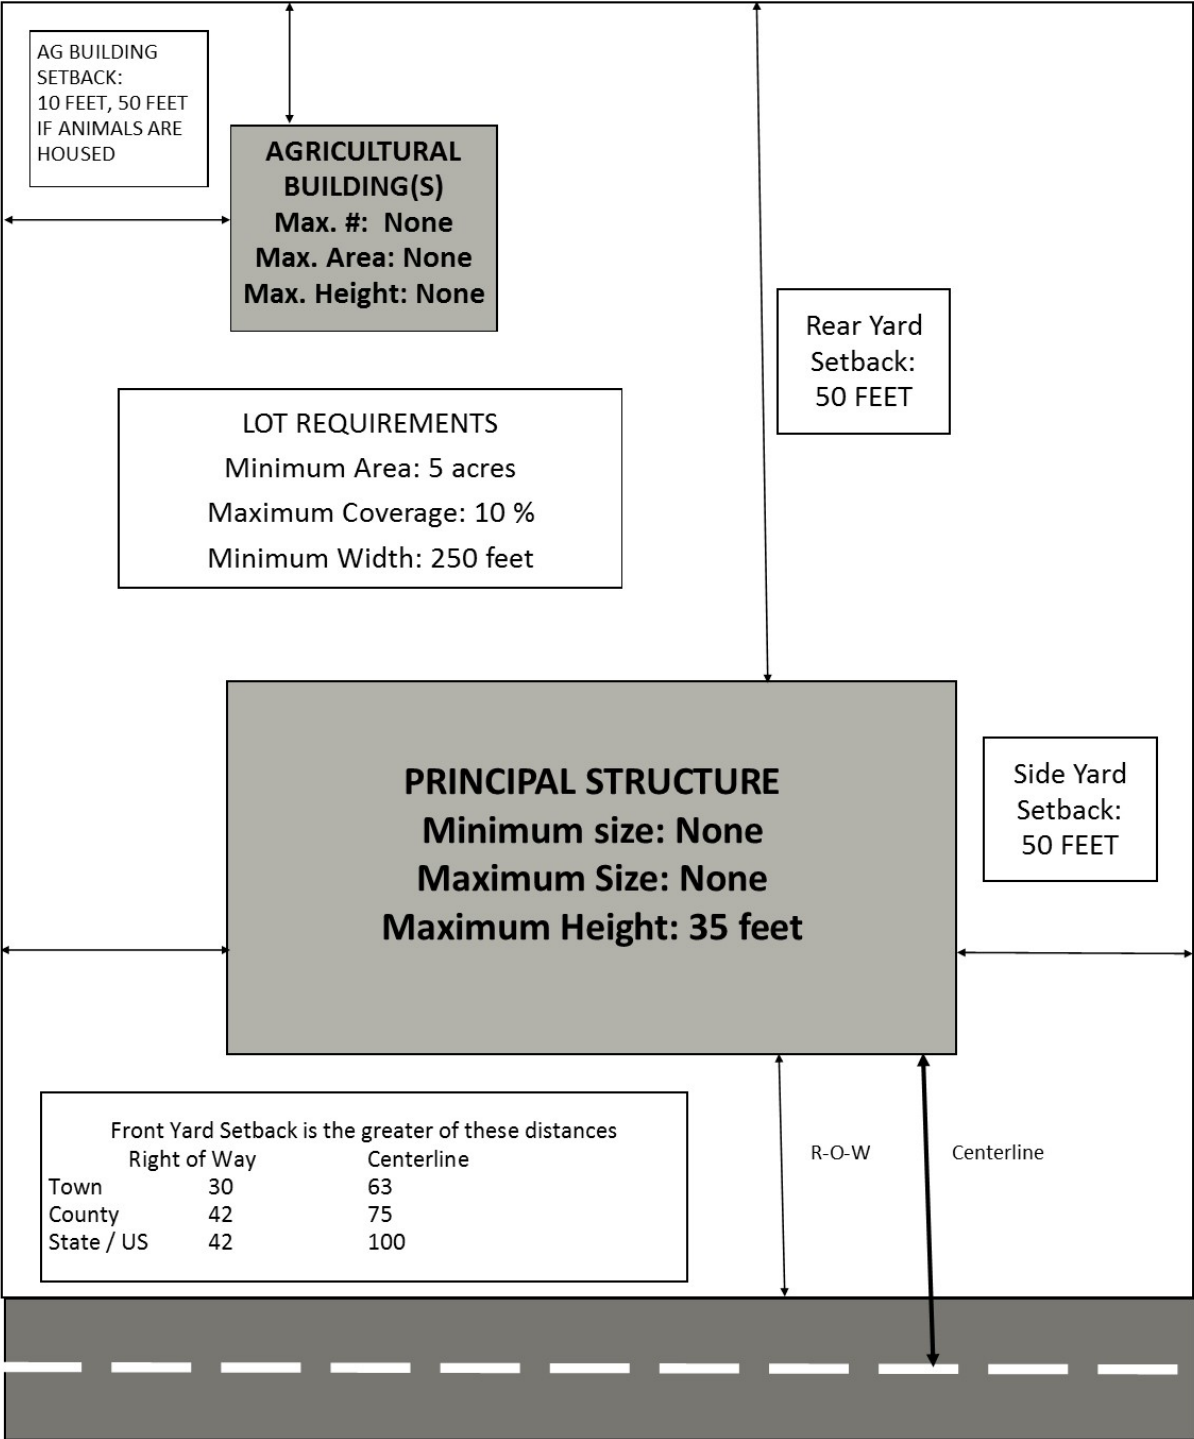 AG BUILDING
SETBACK:
10 FEET, 50 FEET
IF ANIMALS ARE
HOUSED
AGRICULTURAL
BUILDING(S)
Max. #: None
Max. Area: None
Max. Height: None
Rear Yard
Setback:
50 FEET
LOT REQUIREMENTS
Minimum Area: 5 acres
Maximum Coverage: 10 %
Minimum Width: 250 feet
PRINCIPAL STRUCTURE
Minimum size: None
Maximum Size: None
Maximum Height: 35 feet
Side Yard
Setback:
50 FEET
Front Yard Setback is the greater of these distances
Right of Way Centerline
Town 30 63
County 42 75
State / US 42 100
R-O-W
Centerline